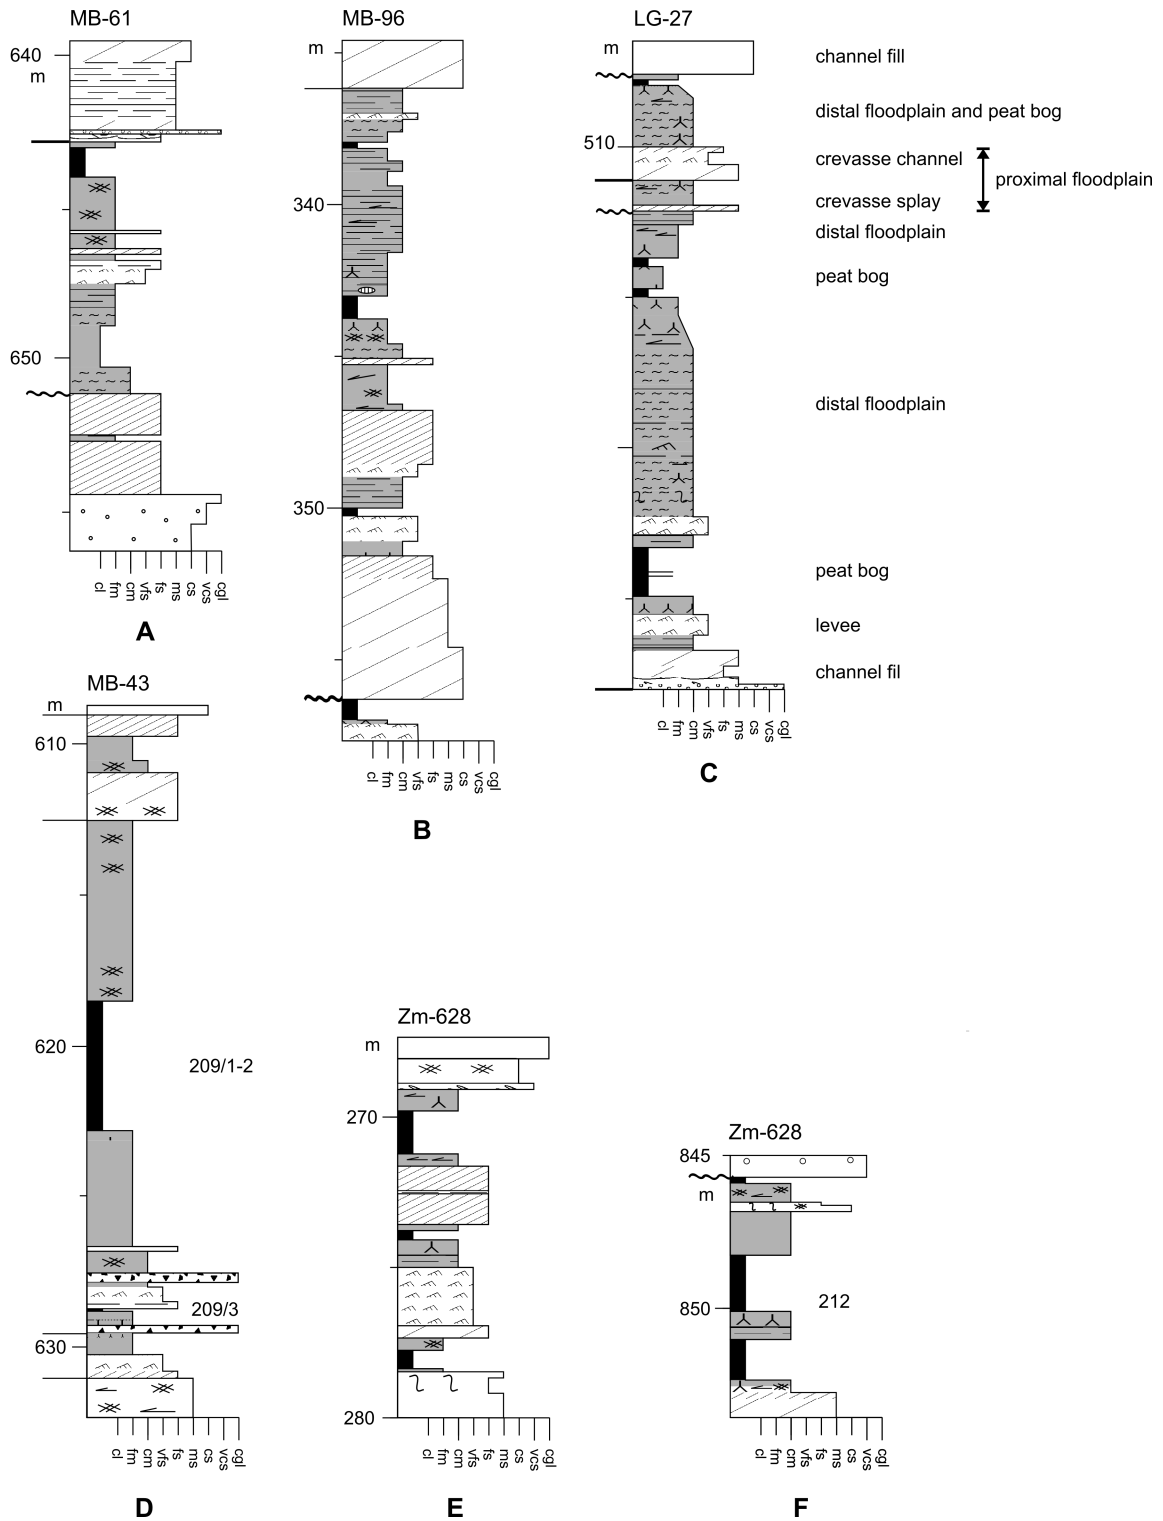 MB-61
640
m
650
cl fm cm vfs fs ms cs vcs cgl
A
MB-96
m
340
350
cl fm cm vfs fs ms cs vcs cgl
B
LG-27
m
510
channel fill
distal floodplain and peat bog
crevasse channel
proximal floodplain
crevasse splay
distal floodplain
peat bog
distal floodplain
peat bog
levee
channel fil
cl fm cm vfs fs ms cs vcs cgl
C
MB-43
m
610
620
209/1-2
209/3
630
cl fm cm vfs fs ms cs vcs cgl
D
Zm-628
m
270
280
cl fm cm vfs fs ms cs vcs cgl
E
Zm-628
845
m
850
212
cl fm cm vfs fs ms cs vcs cgl
F